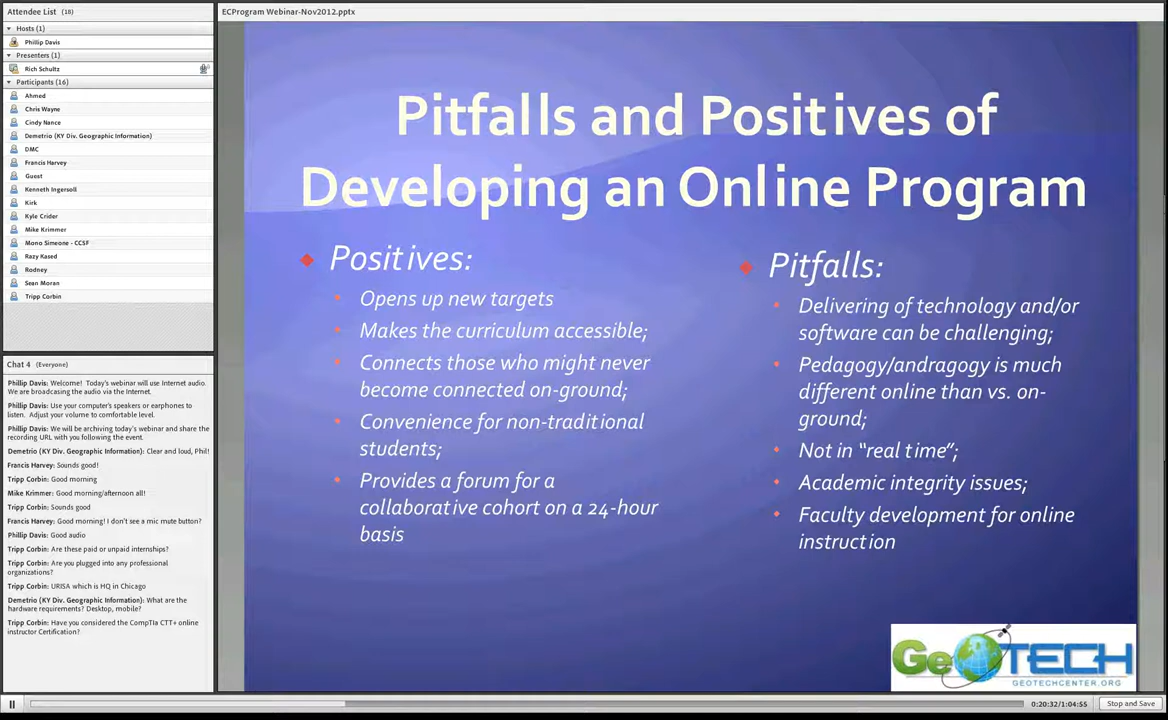 Attendee List (18)
Hosts (1)
Phillip Davis
Presenters (1)
Rich Schultz
Participants (16)
Ahmed
Chris Wayne
Cindy Nance
Demetrio (KY Div. Geographic Information)
DMC
Francis Harvey
Guest
Kenneth Ingersoll
Kirk
Kyle Crider
Mike Krimmer
Mono Simeone - CCSF
Razy Kased
Rodney
Sean Moran
Tripp Corbin
Chat 4 (Everyone)
Phillip Davis: Welcome! Today's webinar will use Internet audio.
We are broadcasting the audio via the Internet.
Phillip Davis: Use your computer's speakers or earphones to
listen. Adjust your volume to comfortable level.
Phillip Davis: We will be archiving today's webinar and share the
recording URL with you following the event.
Demetrio (KY Div. Geographic Information): Clear and loud, Phil!
Francis Harvey: Sounds good!
Tripp Corbin: Good morning
Mike Krimmer: Good morning/afternoon all!
Tripp Corbin: Sounds good
Francis Harvey: Good morning! I don't see a mic mute button?
Phillip Davis: Good audio
Tripp Corbin: Are these paid or unpaid internships?
Tripp Corbin: Are you plugged into any professional
organizations?
Tripp Corbin: URISA which is HQ in Chicago
Demetrio (KY Div. Geographic Information): What are the
hardware requirements? Desktop, mobile?
Tripp Corbin: Have you considered the CompTIa CTT+ online
instructor Certification?
ECProgram Webinar-Nov2012.pptx
Pitfalls and Positives of
Developing an Online Program
Positives:
Opens up new targets
Makes the curriculum accessible;
Connects those who might never
become connected on-ground;
Convenience for non-traditional
students;
Provides a forum for a
collaborative cohort on a 24-hour
basis
Pitfalls:
Delivering of technology and/or
software can be challenging;
Pedagogy/andragogy is much
different online than vs. on-
ground;
Not in “real time”;
Academic integrity issues;
Faculty development for online
instruction
GeoTECH
GEOTECHCENTER.ORG
0:20:32/1:04:55
Stop and Save